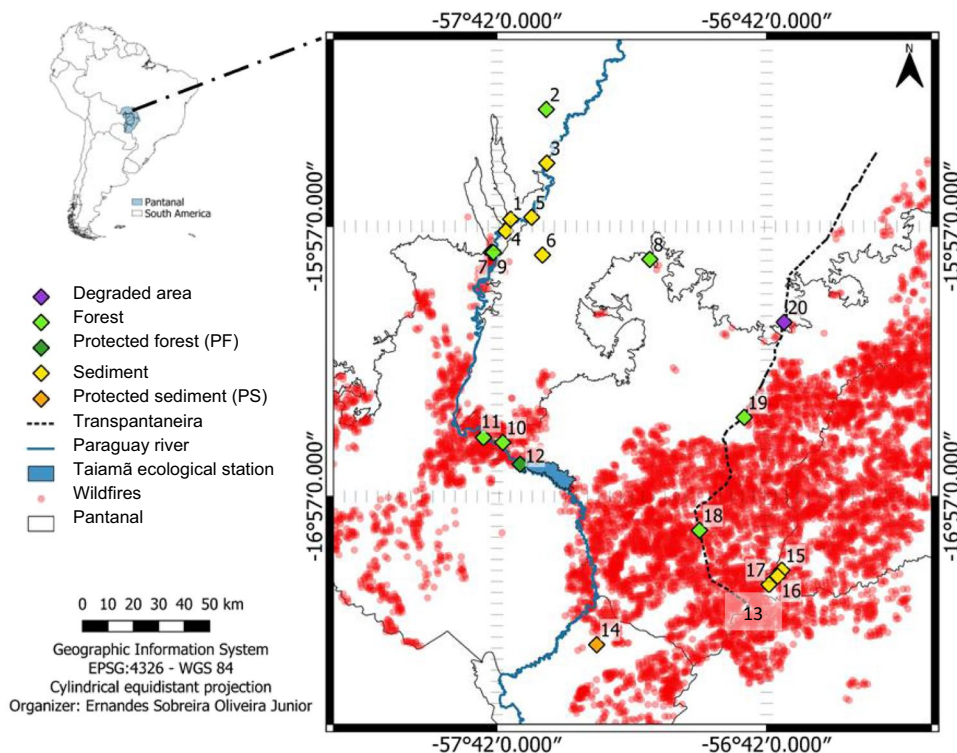 -57°42′0.000″ -56°42′0.000″
N
2
3
1 5
4
6
7 9
8
20
19
11 10
12
18
17 15
16
13
14
-15°57′0.000″ -15°57′0.000″
-16°57′0.000″ -16°57′0.000″
-57°42′0.000″ -56°42′0.000″
Pantanal
South America
Degraded area
Forest
Protected forest (PF)
Sediment
Protected sediment (PS)
Transpantaneira
Paraguay river
Taiamã ecological station
Wildfires
Pantanal
0 10 20 30 40 50 km
Geographic Information System
EPSG:4326 - WGS 84
Cylindrical equidistant projection
Organizer: Ernandes Sobreira Oliveira Junior